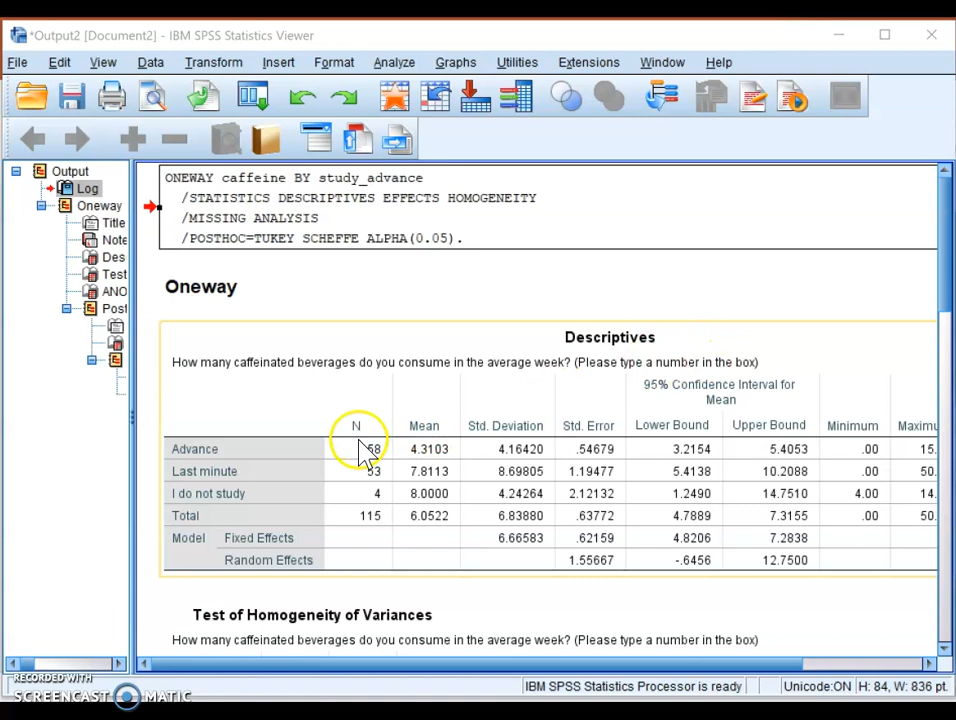 *Output2 [Document2] - IBM SPSS Statistics Viewer
File Edit View Data Transform Insert Format Analyze Graphs Utilities Extensions Window Help
Output
Log
Oneway
Title
Note
Des
Test
ANO
Post
ONEWAY caffeine BY study_advance
/STATISTICS DESCRIPTIVES EFFECTS HOMOGENEITY
/MISSING ANALYSIS
/POSTHOC=TUKEY SCHEFFE ALPHA(0.05).
Oneway
Descriptives
How many caffeinated beverages do you consume in the average week? (Please type a number in the box)
95% Confidence Interval for
Mean
N Mean Std. Deviation Std. Error Lower Bound Upper Bound Minimum Maximu
Advance 58 4.3103 4.16420 .54679 3.2154 5.4053 .00 15.
Last minute 53 7.8113 8.69805 1.19477 5.4138 10.2088 .00 50.
I do not study 4 8.0000 4.24264 2.12132 1.2490 14.7510 4.00 14.
Total 115 6.0522 6.83880 .63772 4.7889 7.3155 .00 50.
Model Fixed Effects 6.66583 .62159 4.8206 7.2838
Random Effects 1.55667 -.6456 12.7500
Test of Homogeneity of Variances
How many caffeinated beverages do you consume in the average week? (Please type a number in the box)
IBM SPSS Statistics Processor is ready Unicode:ON H: 84, W: 836 pt.
RECORDED WITH
SCREENCAST MATIC